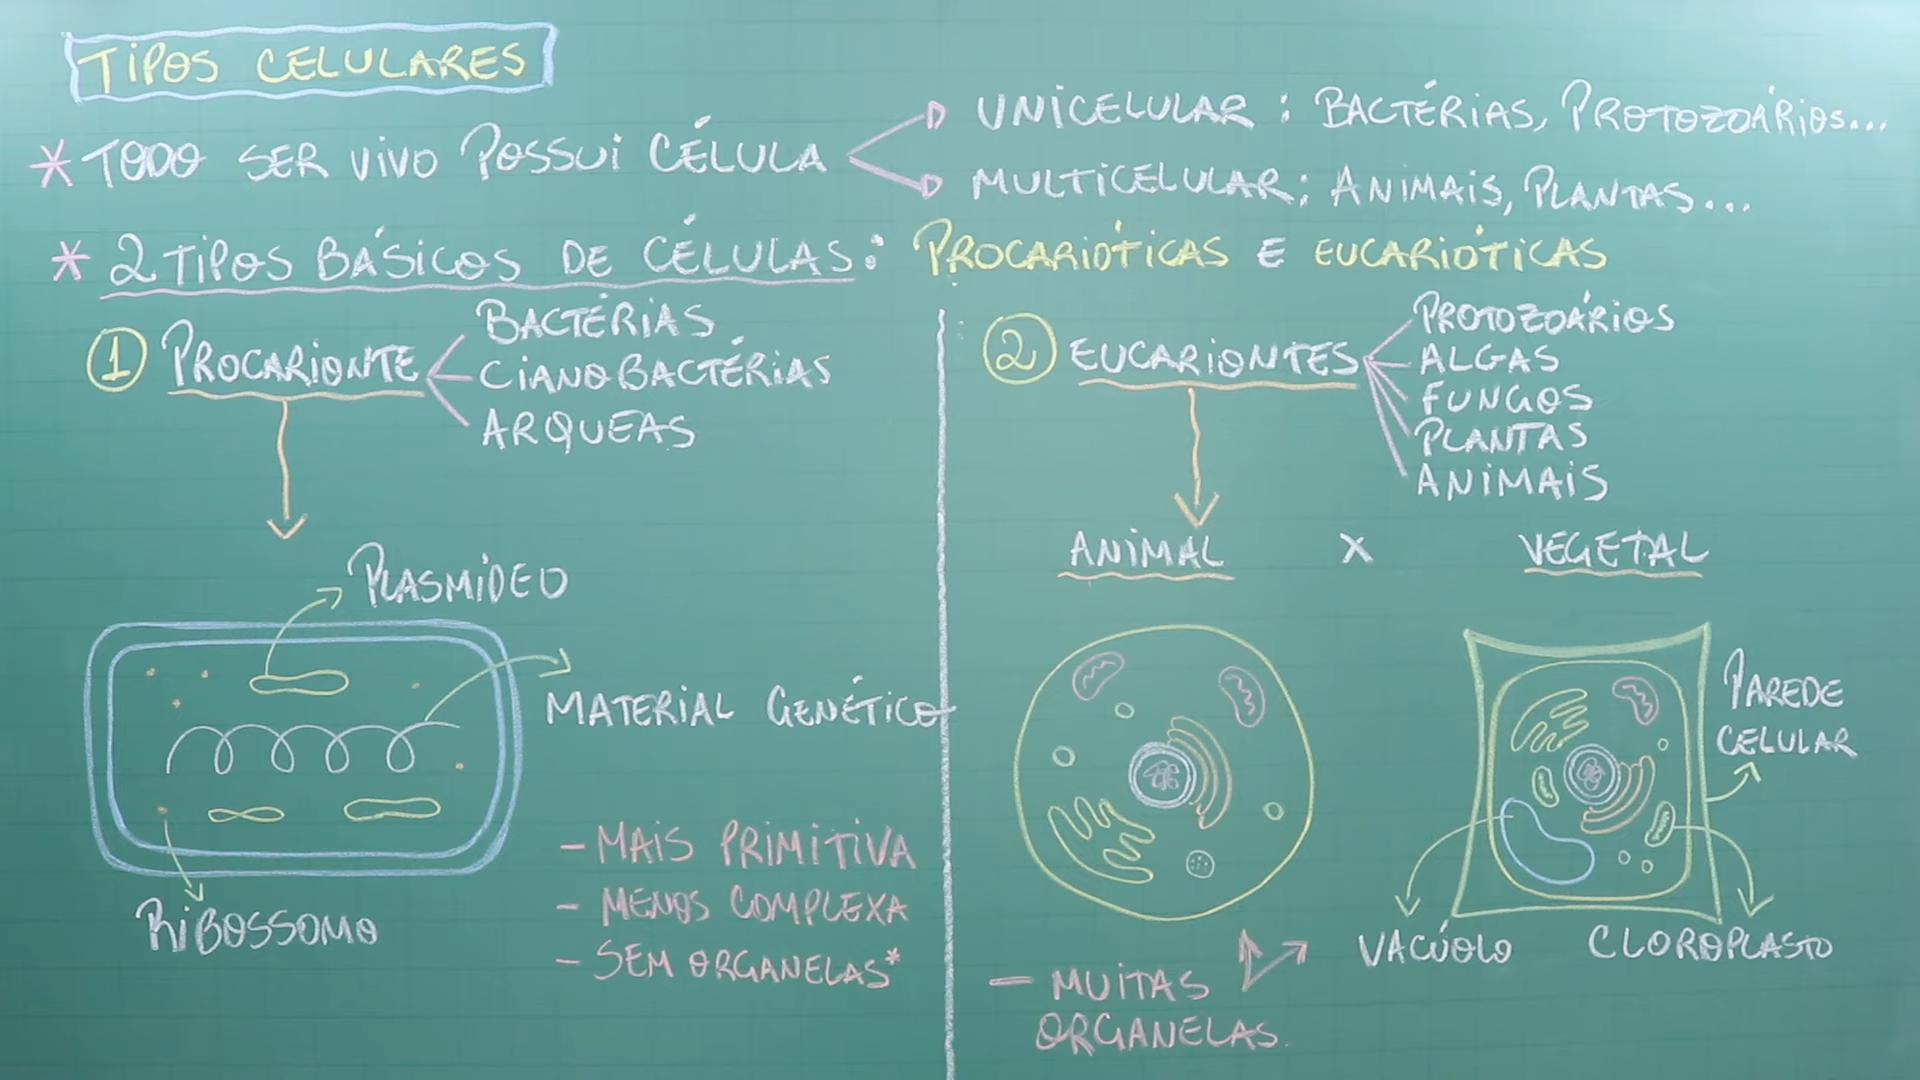 TIPOS CELULARES
* TODO SER VIVO POSSUI CÉLULA
UNICELULAR : BACTÉRIAS, PROTOZOÁRIOS...
MULTICELULAR : ANIMAIS, PLANTAS...
* 2 TIPOS BÁSICOS DE CÉLULAS : PROCARIÓTICAS E EUCARIÓTICAS
1 PROCARIONTE
BACTÉRIAS
CIANOBACTÉRIAS
ARQUEAS
PLASMÍDEO
MATERIAL GENÉTICO
RIBOSSOMO
- MAIS PRIMITIVA
- MENOS COMPLEXA
- SEM ORGANELAS*
2 EUCARIONTES
PROTOZOÁRIOS
ALGAS
FUNGOS
PLANTAS
ANIMAIS
ANIMAL X VEGETAL
PAREDE
CELULAR
VACÚOLO
CLOROPLASTO
- MUITAS
ORGANELAS.